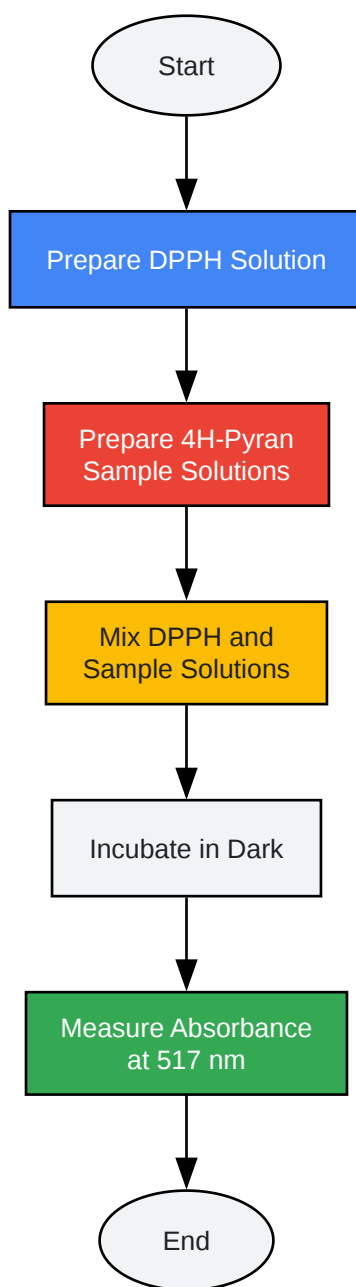 Start
Prepare DPPH Solution
Prepare 4H-Pyran
Sample Solutions
Mix DPPH and
Sample Solutions
Incubate in Dark
Measure Absorbance
at 517 nm
End